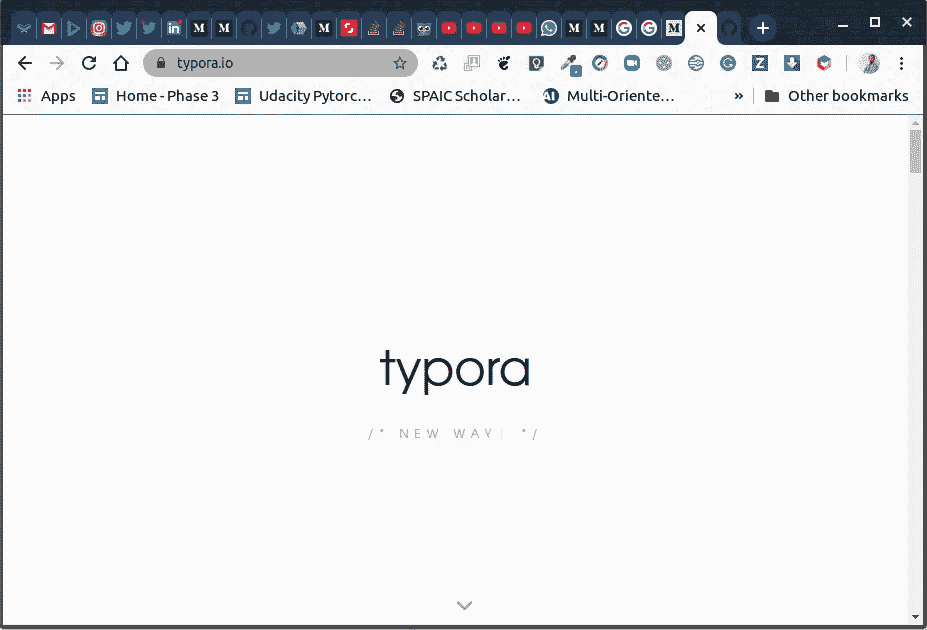 typora.io
Apps Home - Phase 3 Udacity Pytorc... SPAIC Scholar... Multi-Oriente... » Other bookmarks
typora
/* NEW WAY| */